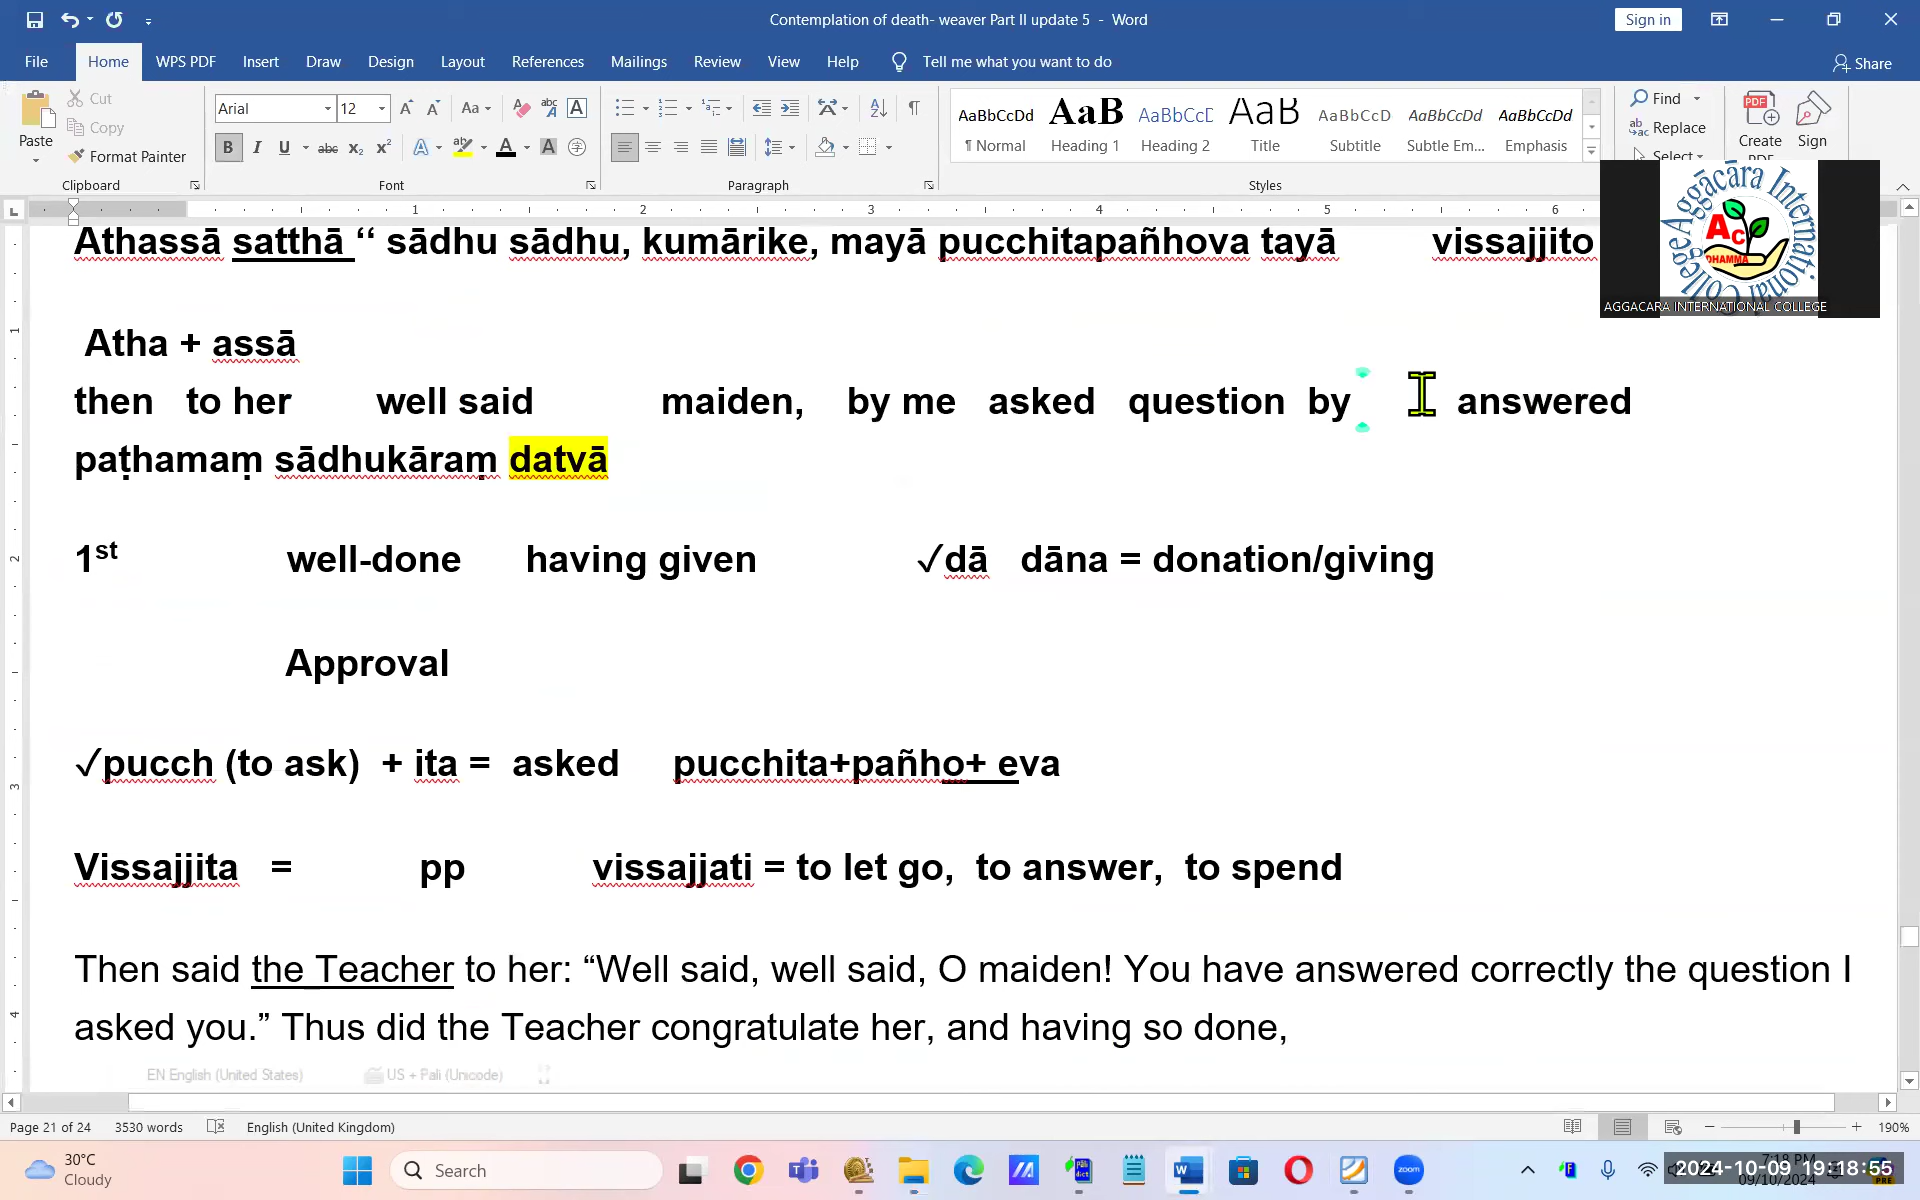 Contemplation of death- weaver Part II update 5 - Word
Sign in
File Home WPS PDF Insert Draw Design Layout References Mailings Review View Help Tell me what you want to do Share
Paste Cut Copy Format Painter Clipboard
Arial 12 Font
Paragraph
AaBbCcDd AaB AaBbCcD AaB AaBbCcD AaBbCcDd AaBbCcDd
¶ Normal Heading 1 Heading 2 Title Subtitle Subtle Em... Emphasis
Styles
Find Replace Select
Create PDF Sign
Aggācāra International College
AC
DHAMMA
AGGACARA INTERNATIONAL COLLEGE
Athassā satthā ‘‘ sādhu sādhu, kumārike, mayā pucchitapañhova tayā vissajjito
Atha + assā
then to her well said maiden, by me asked question by answered
paṭhamaṃ sādhukāraṃ datvā
1st well-done having given ✓dā dāna = donation/giving
Approval
✓pucch (to ask) + ita = asked pucchita+pañho+ eva
Vissajjita = pp vissajjati = to let go, to answer, to spend
Then said the Teacher to her: “Well said, well said, O maiden! You have answered correctly the question I
asked you.” Thus did the Teacher congratulate her, and having so done,
EN English (United States) US + Pali (Unicode)
Page 21 of 24 3530 words English (United Kingdom) 190%
30°C
Cloudy
Search
zoom
2024-10-09 19:18:55
09/10/2024